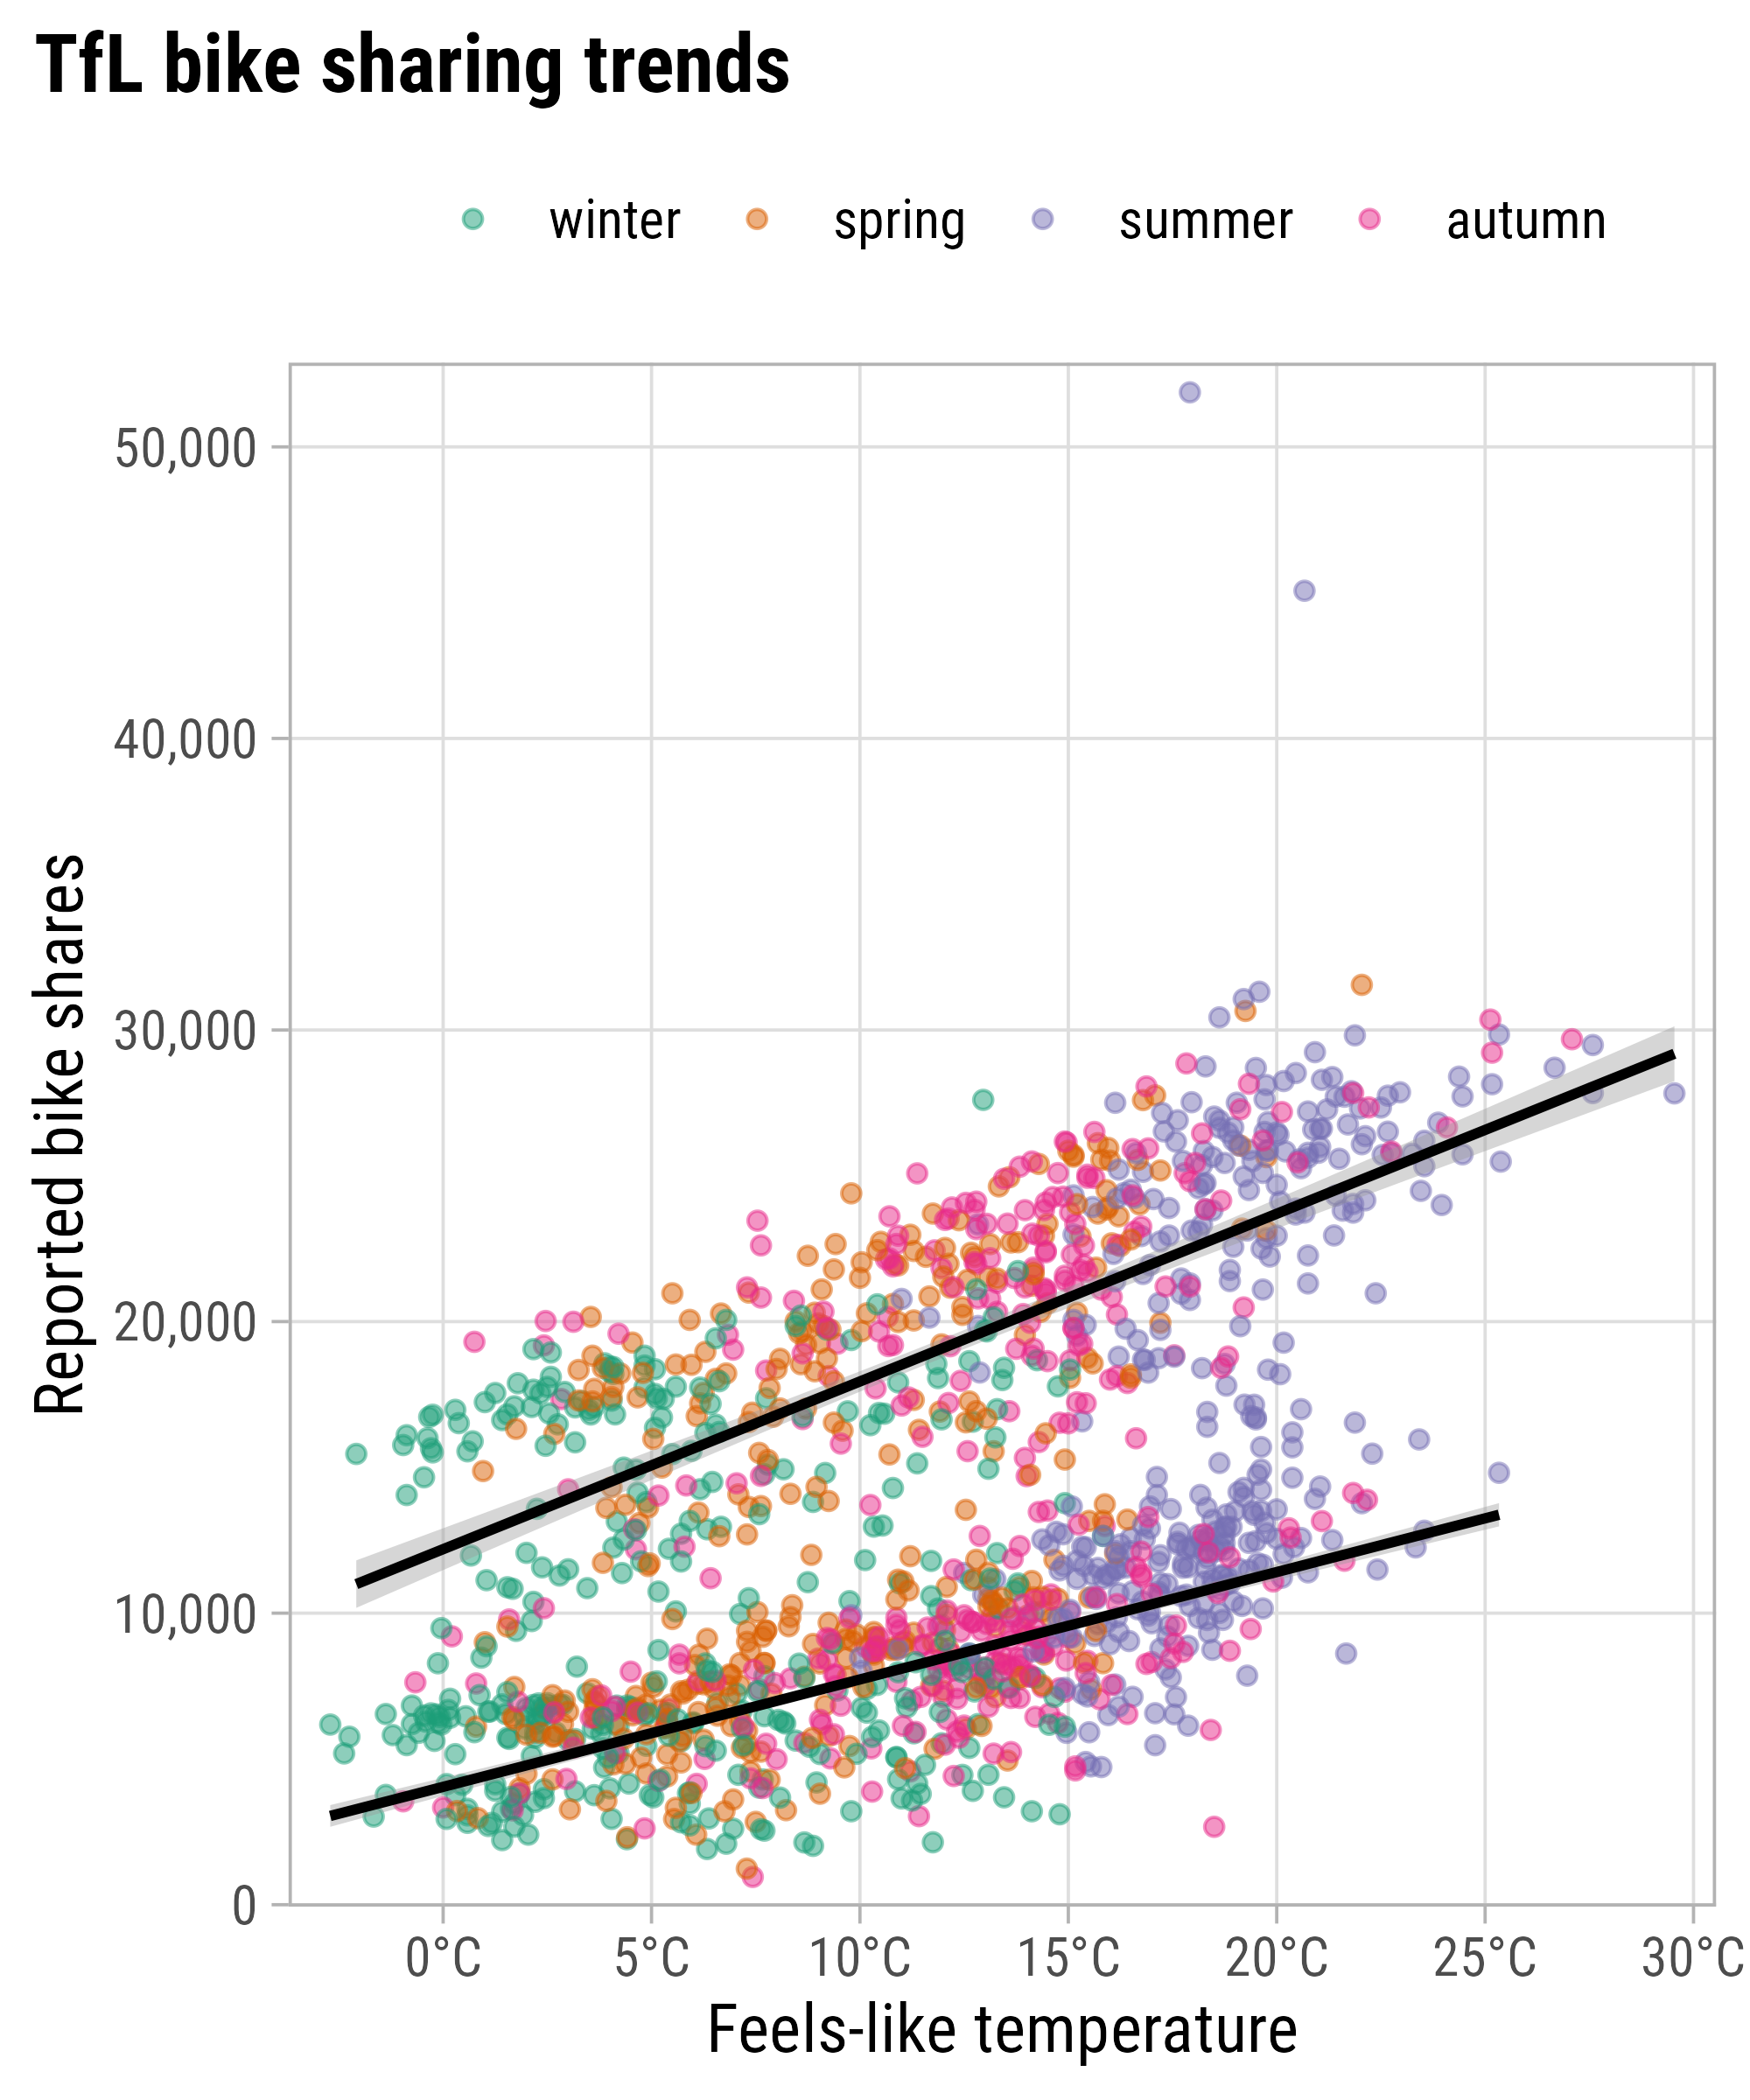 TfL bike sharing trends
winter spring summer autumn
50,000
40,000
30,000
20,000
10,000
0
Reported bike shares
0°C 5°C 10°C 15°C 20°C 25°C 30°C
Feels-like temperature